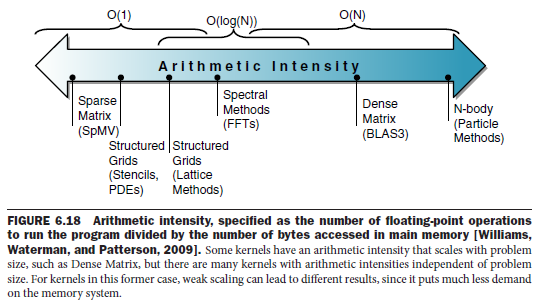 O(1)
O(log(N))
O(N)
Arithmetic Intensity
Sparse
Matrix
(SpMV)
Structured
Grids
(Stencils,
PDEs)
Structured
Grids
(Lattice
Methods)
Spectral
Methods
(FFTs)
Dense
Matrix
(BLAS3)
N-body
(Particle
Methods)
FIGURE 6.18 Arithmetic intensity, specified as the number of floating-point operations
to run the program divided by the number of bytes accessed in main memory [Williams,
Waterman, and Patterson, 2009]. Some kernels have an arithmetic intensity that scales with problem
size, such as Dense Matrix, but there are many kernels with arithmetic intensities independent of problem
size. For kernels in this former case, weak scaling can lead to different results, since it puts much less demand
on the memory system.